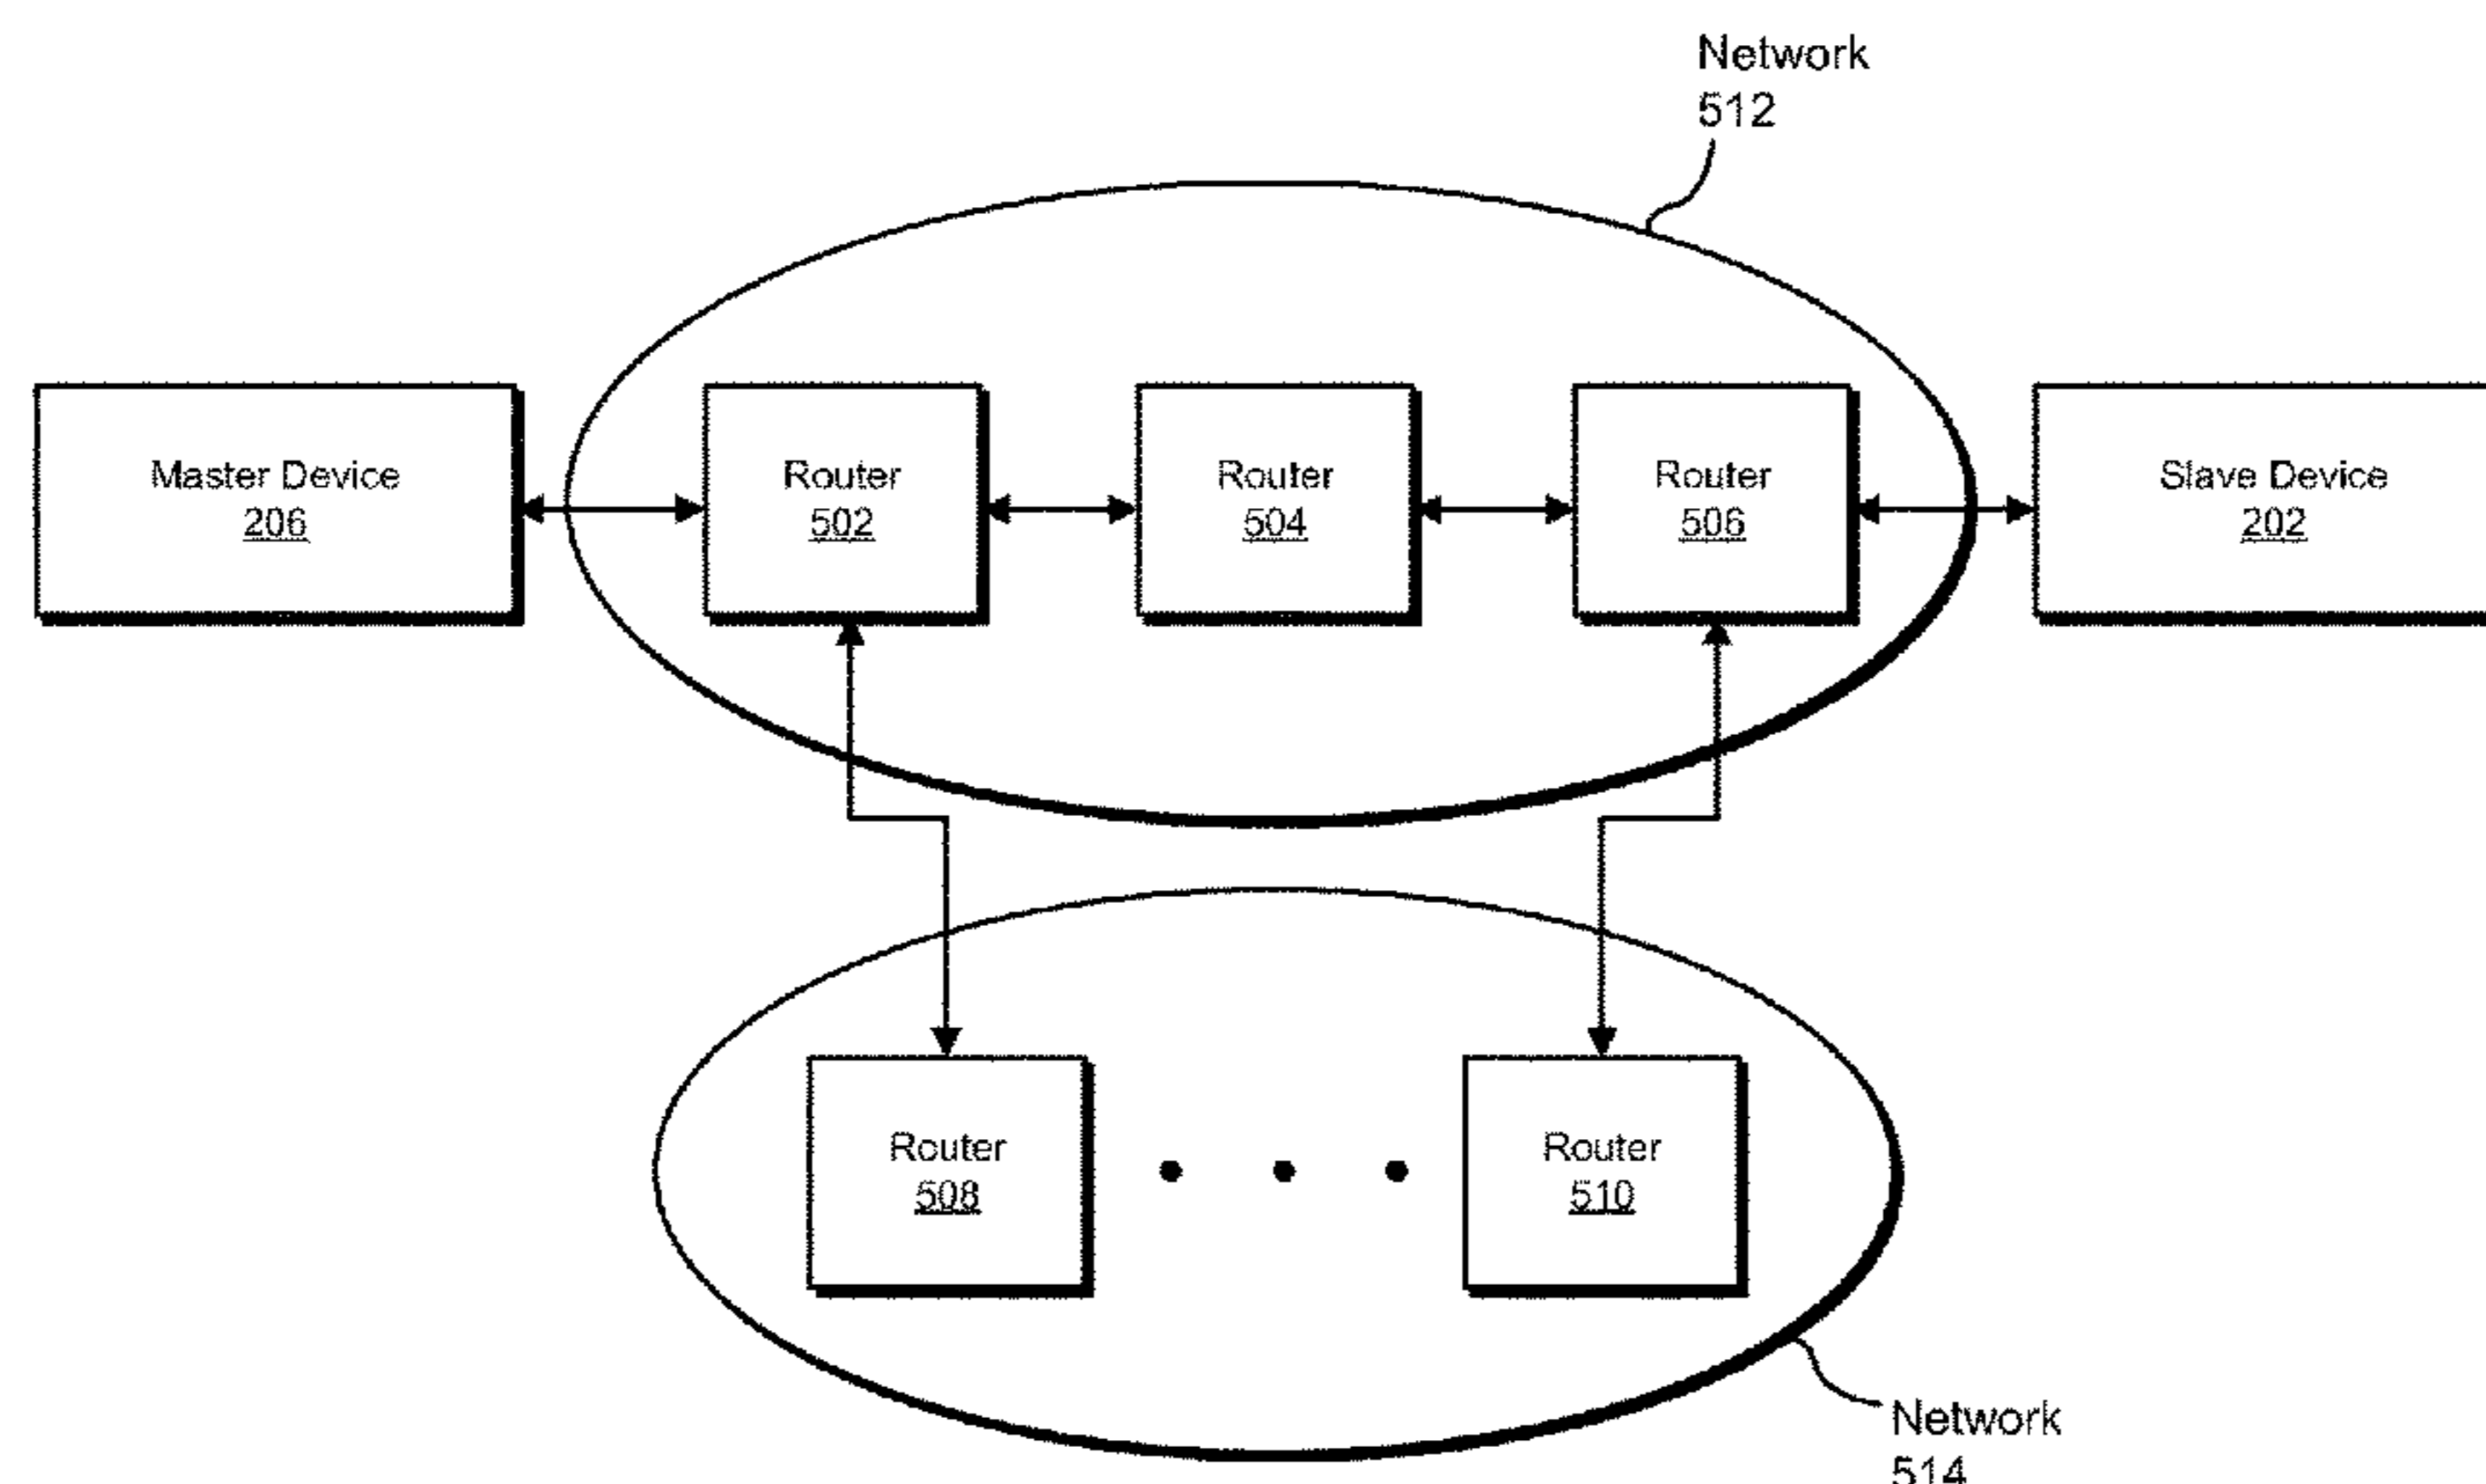 Network
512
Master Device
206
Router
502
Router
504
Router
506
Slave Device
202
Router
508
Router
510
Network
514